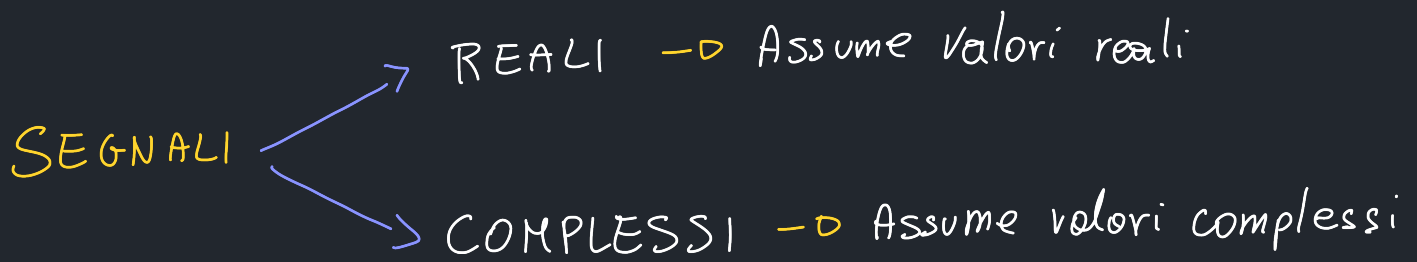 REALI → Assume valori reali
SEGNALI
COMPLESSI → Assume valori complessi